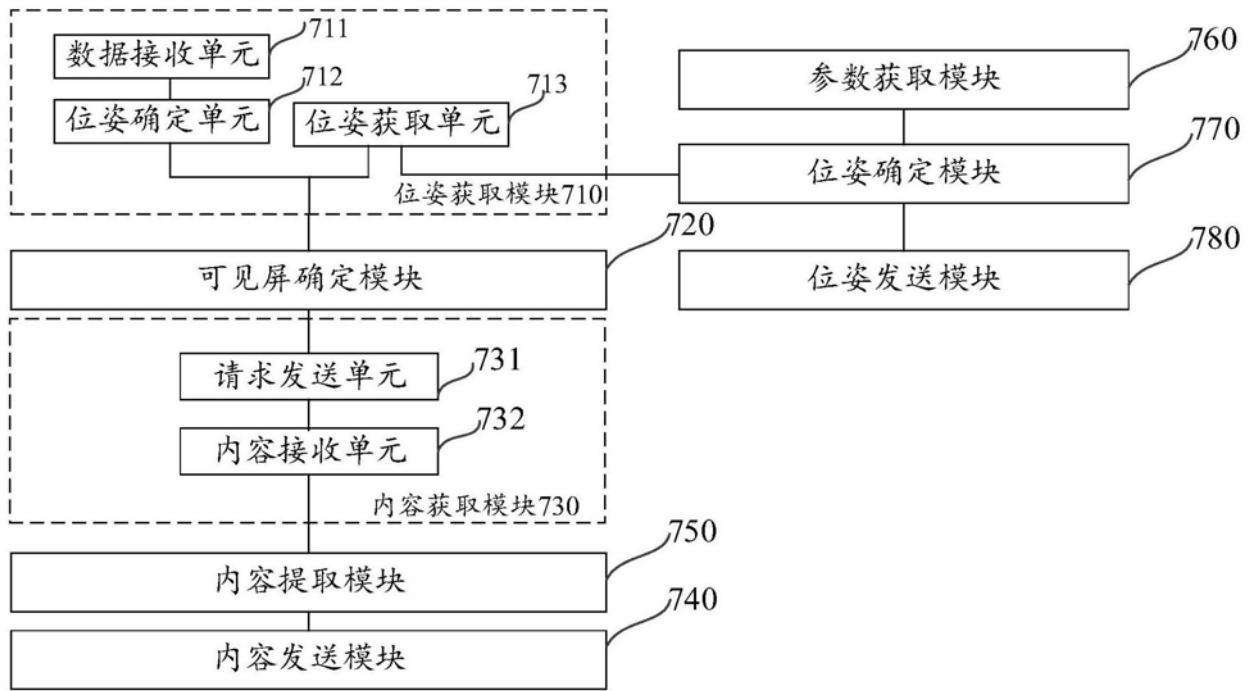 数据接收单元
711
位姿确定单元
712
位姿获取单元
713
位姿获取模块710
参数获取模块
760
位姿确定模块
770
位姿发送模块
780
可见屏确定模块
720
请求发送单元
731
内容接收单元
732
内容获取模块730
内容提取模块
750
内容发送模块
740